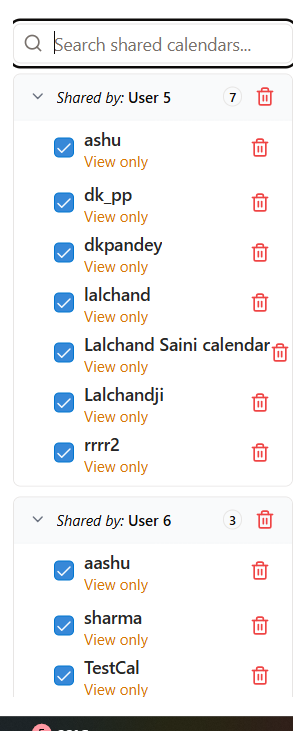 Search shared calendars...
Shared by: User 5 7
ashu
View only
dk_pp
View only
dkpandey
View only
lalchand
View only
Lalchand Saini calendar
View only
Lalchandji
View only
rrrr2
View only
Shared by: User 6 3
aashu
View only
sharma
View only
TestCal
View only